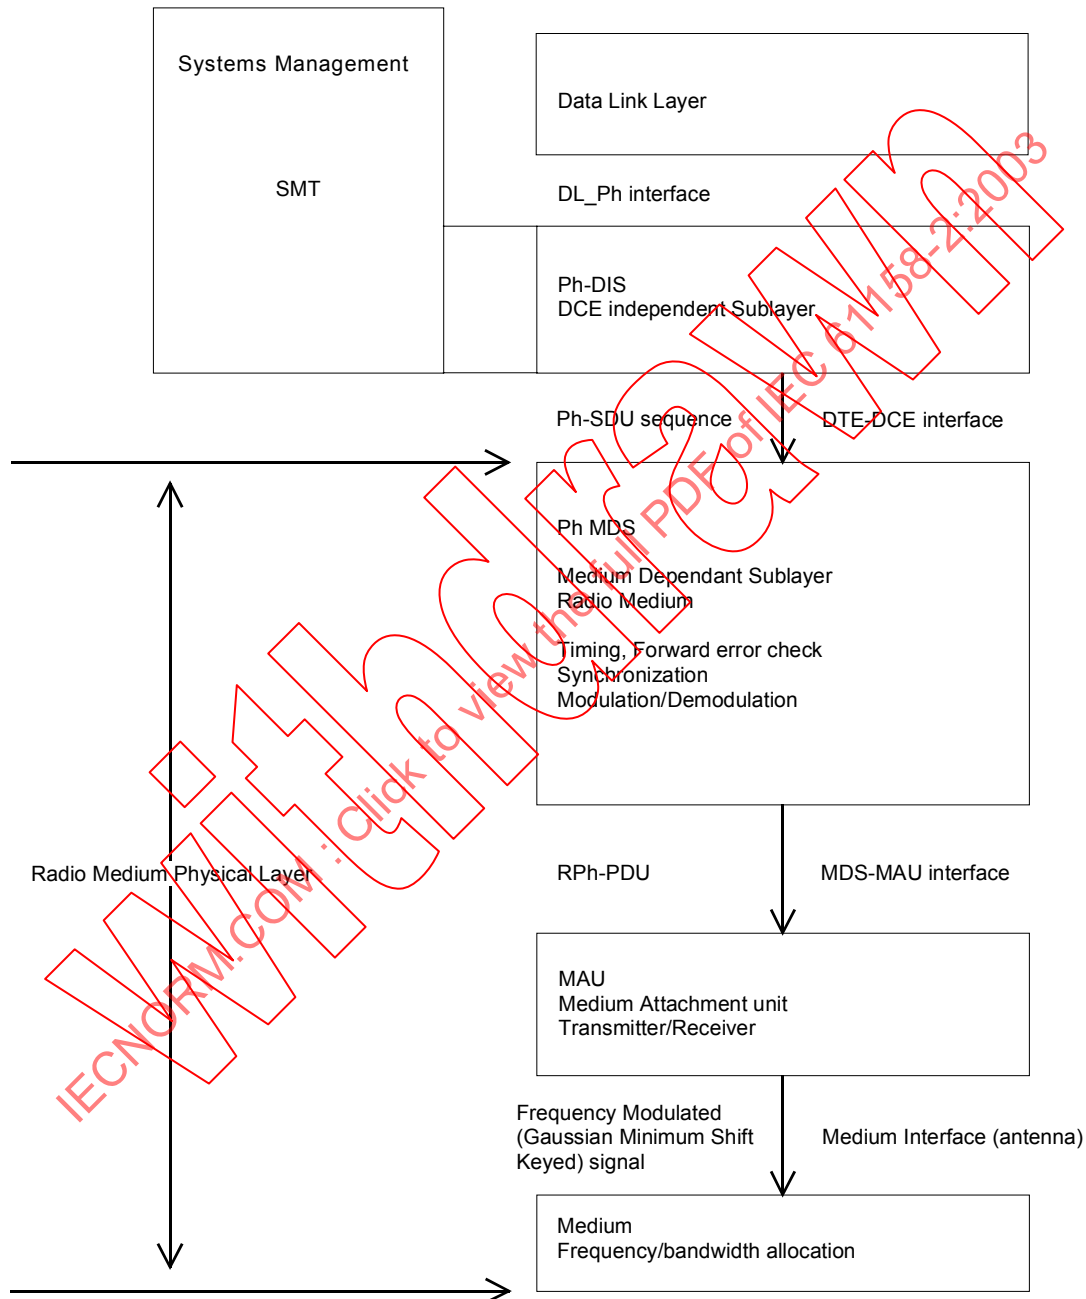 Systems Management
SMT
Data Link Layer
DL_Ph interface
Ph-DIS
DCE independent Sublayer
Ph-SDU sequence
DTE-DCE interface
Ph MDS
Medium Dependant Sublayer
Radio Medium
Timing, Forward error check
Synchronization
Modulation/Demodulation
Radio Medium Physical Layer
RPh-PDU
MDS-MAU interface
MAU
Medium Attachment unit
Transmitter/Receiver
Frequency Modulated
(Gaussian Minimum Shift
Keyed) signal
Medium Interface (antenna)
Medium
Frequency/bandwidth allocation
withdrawn
IECNORM.COM : Click to view the full PDF of IEC 61158-2:2003